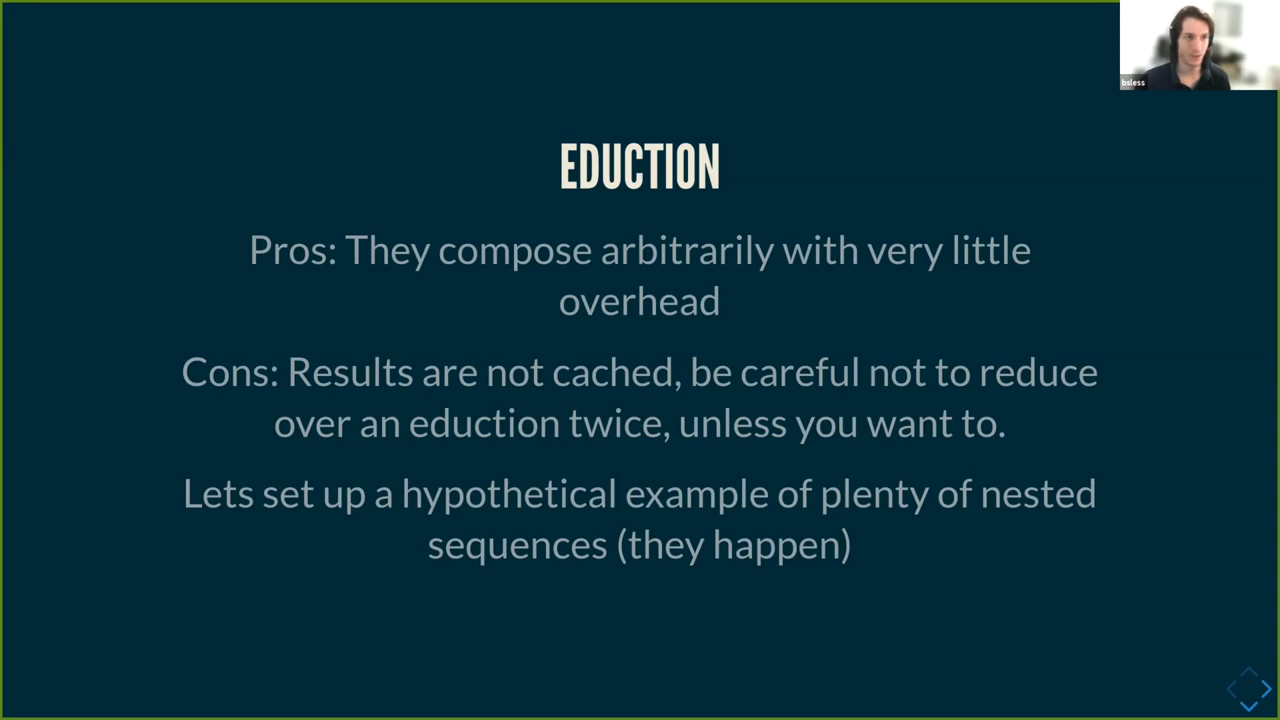 bsless
EDUCTION
Pros: They compose arbitrarily with very little
overhead
Cons: Results are not cached, be careful not to reduce
over an eduction twice, unless you want to.
Lets set up a hypothetical example of plenty of nested
sequences (they happen)